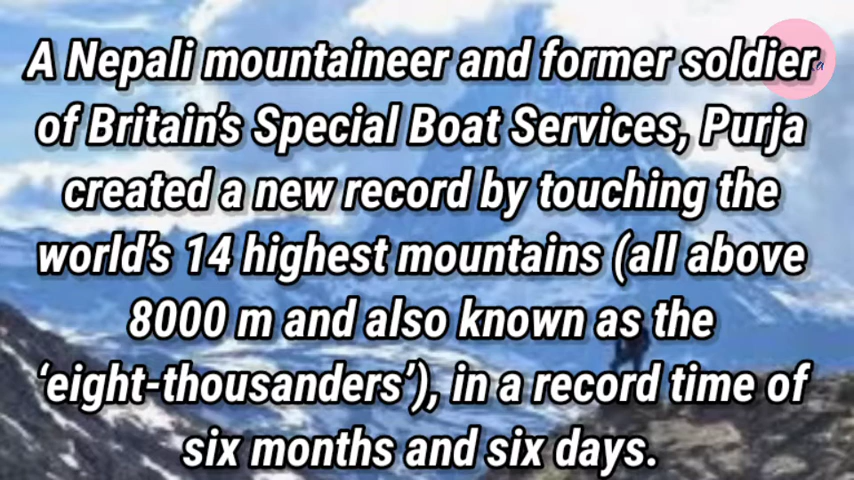 A Nepali mountaineer and former soldier
of Britain's Special Boat Services, Purja
created a new record by touching the
world's 14 highest mountains (all above
8000 m and also known as the
‘eight-thousanders’), in a record time of
six months and six days.